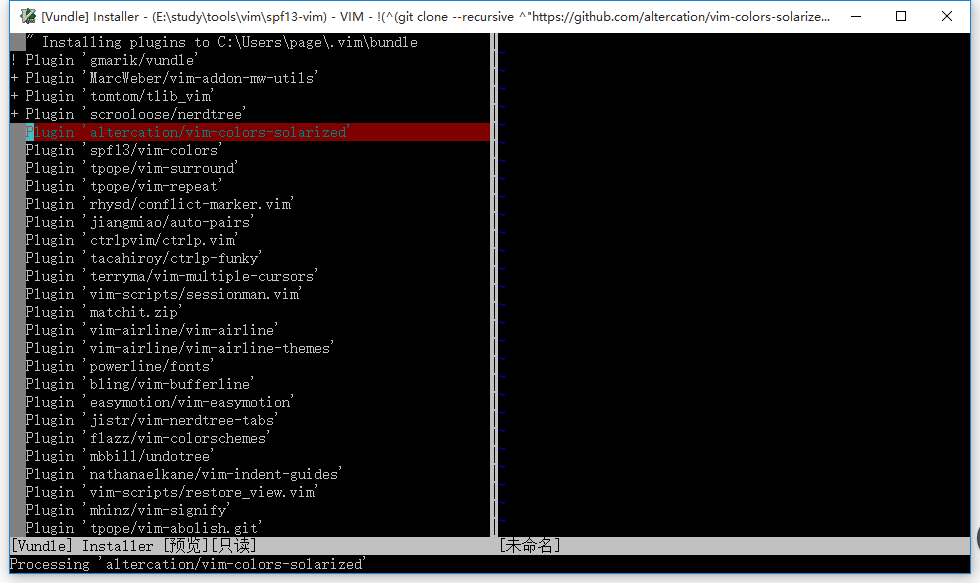 [Vundle] Installer - (E:\study\tools\vim\spf13-vim) - VIM - !(^(git clone --recursive ^"https://github.com/altercation/vim-colors-solarize...
" Installing plugins to C:\Users\page\.vim\bundle
! Plugin 'gmarik/vundle'
+ Plugin 'MarcWeber/vim-addon-mw-utils'
+ Plugin 'tomtom/tlib_vim'
+ Plugin 'scrooloose/nerdtree'
Plugin 'altercation/vim-colors-solarized'
Plugin 'spf13/vim-colors'
Plugin 'tpope/vim-surround'
Plugin 'tpope/vim-repeat'
Plugin 'rhysd/conflict-marker.vim'
Plugin 'jiangmiao/auto-pairs'
Plugin 'ctrlpvim/ctrlp.vim'
Plugin 'tacahiroy/ctrlp-funky'
Plugin 'terryma/vim-multiple-cursors'
Plugin 'vim-scripts/sessionman.vim'
Plugin 'matchit.zip'
Plugin 'vim-airline/vim-airline'
Plugin 'vim-airline/vim-airline-themes'
Plugin 'powerline/fonts'
Plugin 'bling/vim-bufferline'
Plugin 'easymotion/vim-easymotion'
Plugin 'jistr/vim-nerdtree-tabs'
Plugin 'flazz/vim-colorschemes'
Plugin 'mbbill/undotree'
Plugin 'nathanaelkane/vim-indent-guides'
Plugin 'vim-scripts/restore_view.vim'
Plugin 'mhinz/vim-signify'
Plugin 'tpope/vim-abolish.git'
[Vundle] Installer [预览][只读]
[未命名]
Processing 'altercation/vim-colors-solarized'